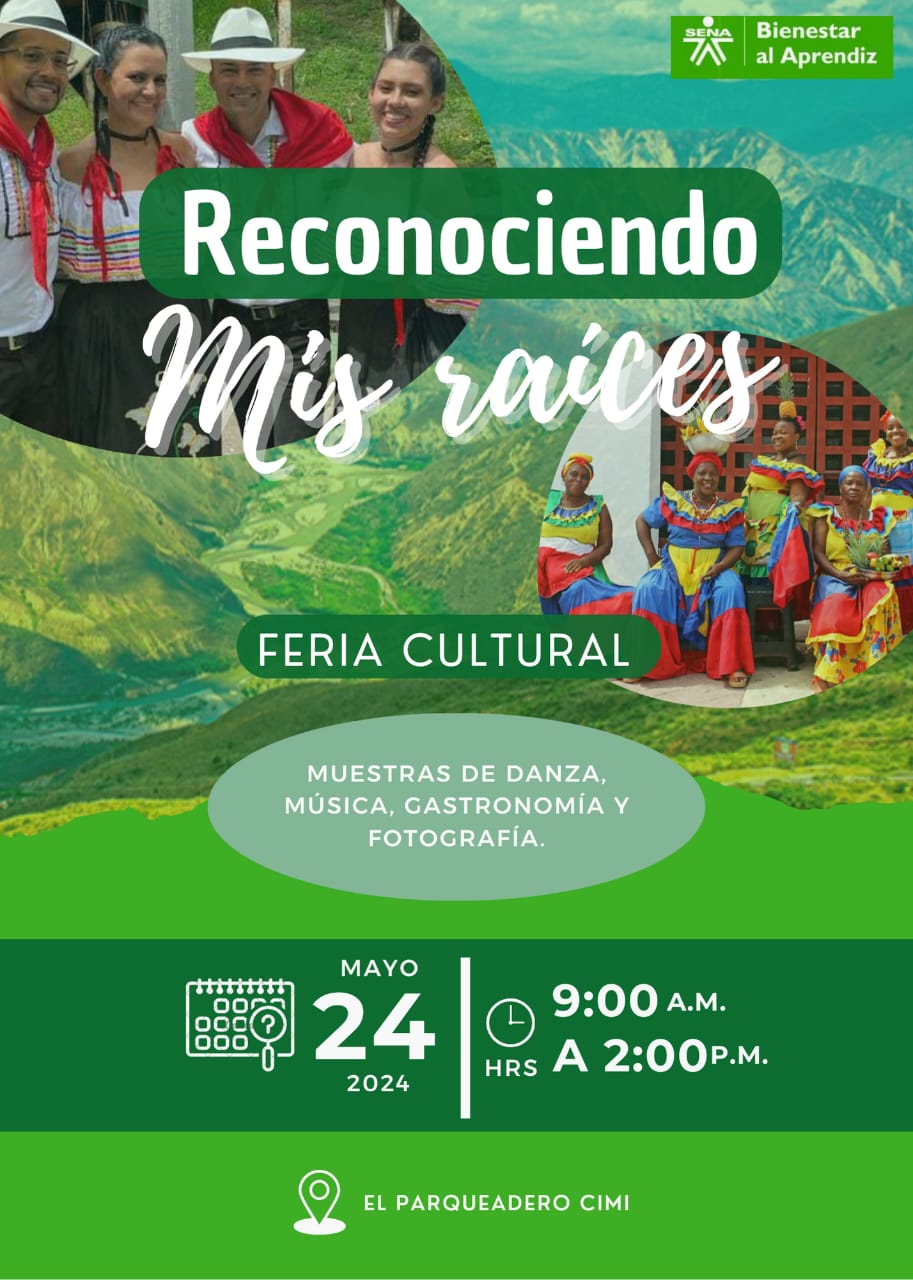 SENA
Bienestar
al Aprendiz
Reconociendo
Mis raíces
FERIA CULTURAL
MUESTRAS DE DANZA,
MÚSICA, GASTRONOMÍA Y
FOTOGRAFÍA.
MAYO
24
2024
?
HRS
9:00 A.M.
A 2:00 P.M.
EL PARQUEADERO CIMI